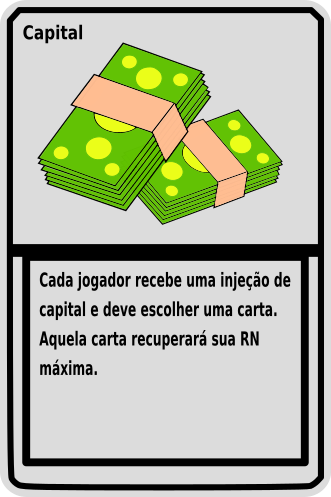 Capital
Cada jogador recebe uma injeção de
capital e deve escolher uma carta.
Aquela carta recuperará sua RN
máxima.